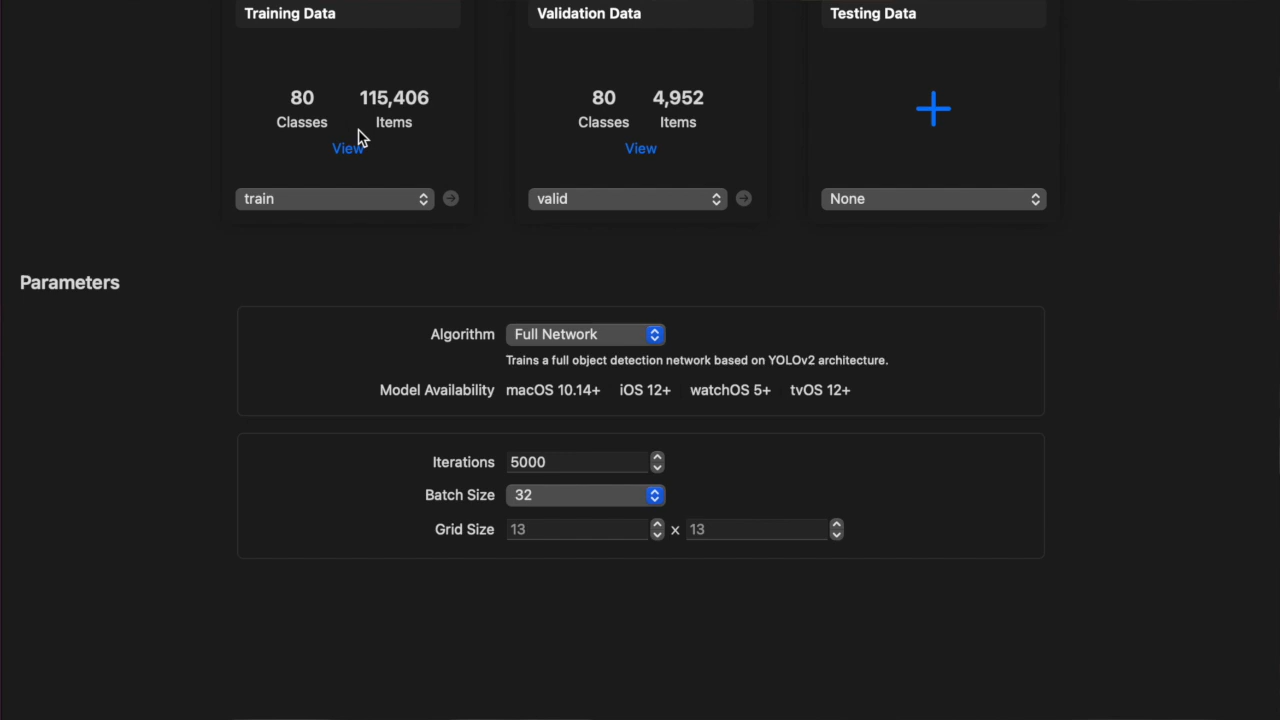 Training Data
Validation Data
Testing Data
80 115,406
Classes Items
View
80 4,952
Classes Items
View
train
valid
None
Parameters
Algorithm Full Network
Trains a full object detection network based on YOLOv2 architecture.
Model Availability macOS 10.14+ iOS 12+ watchOS 5+ tvOS 12+
Iterations 5000
Batch Size 32
Grid Size 13 x 13